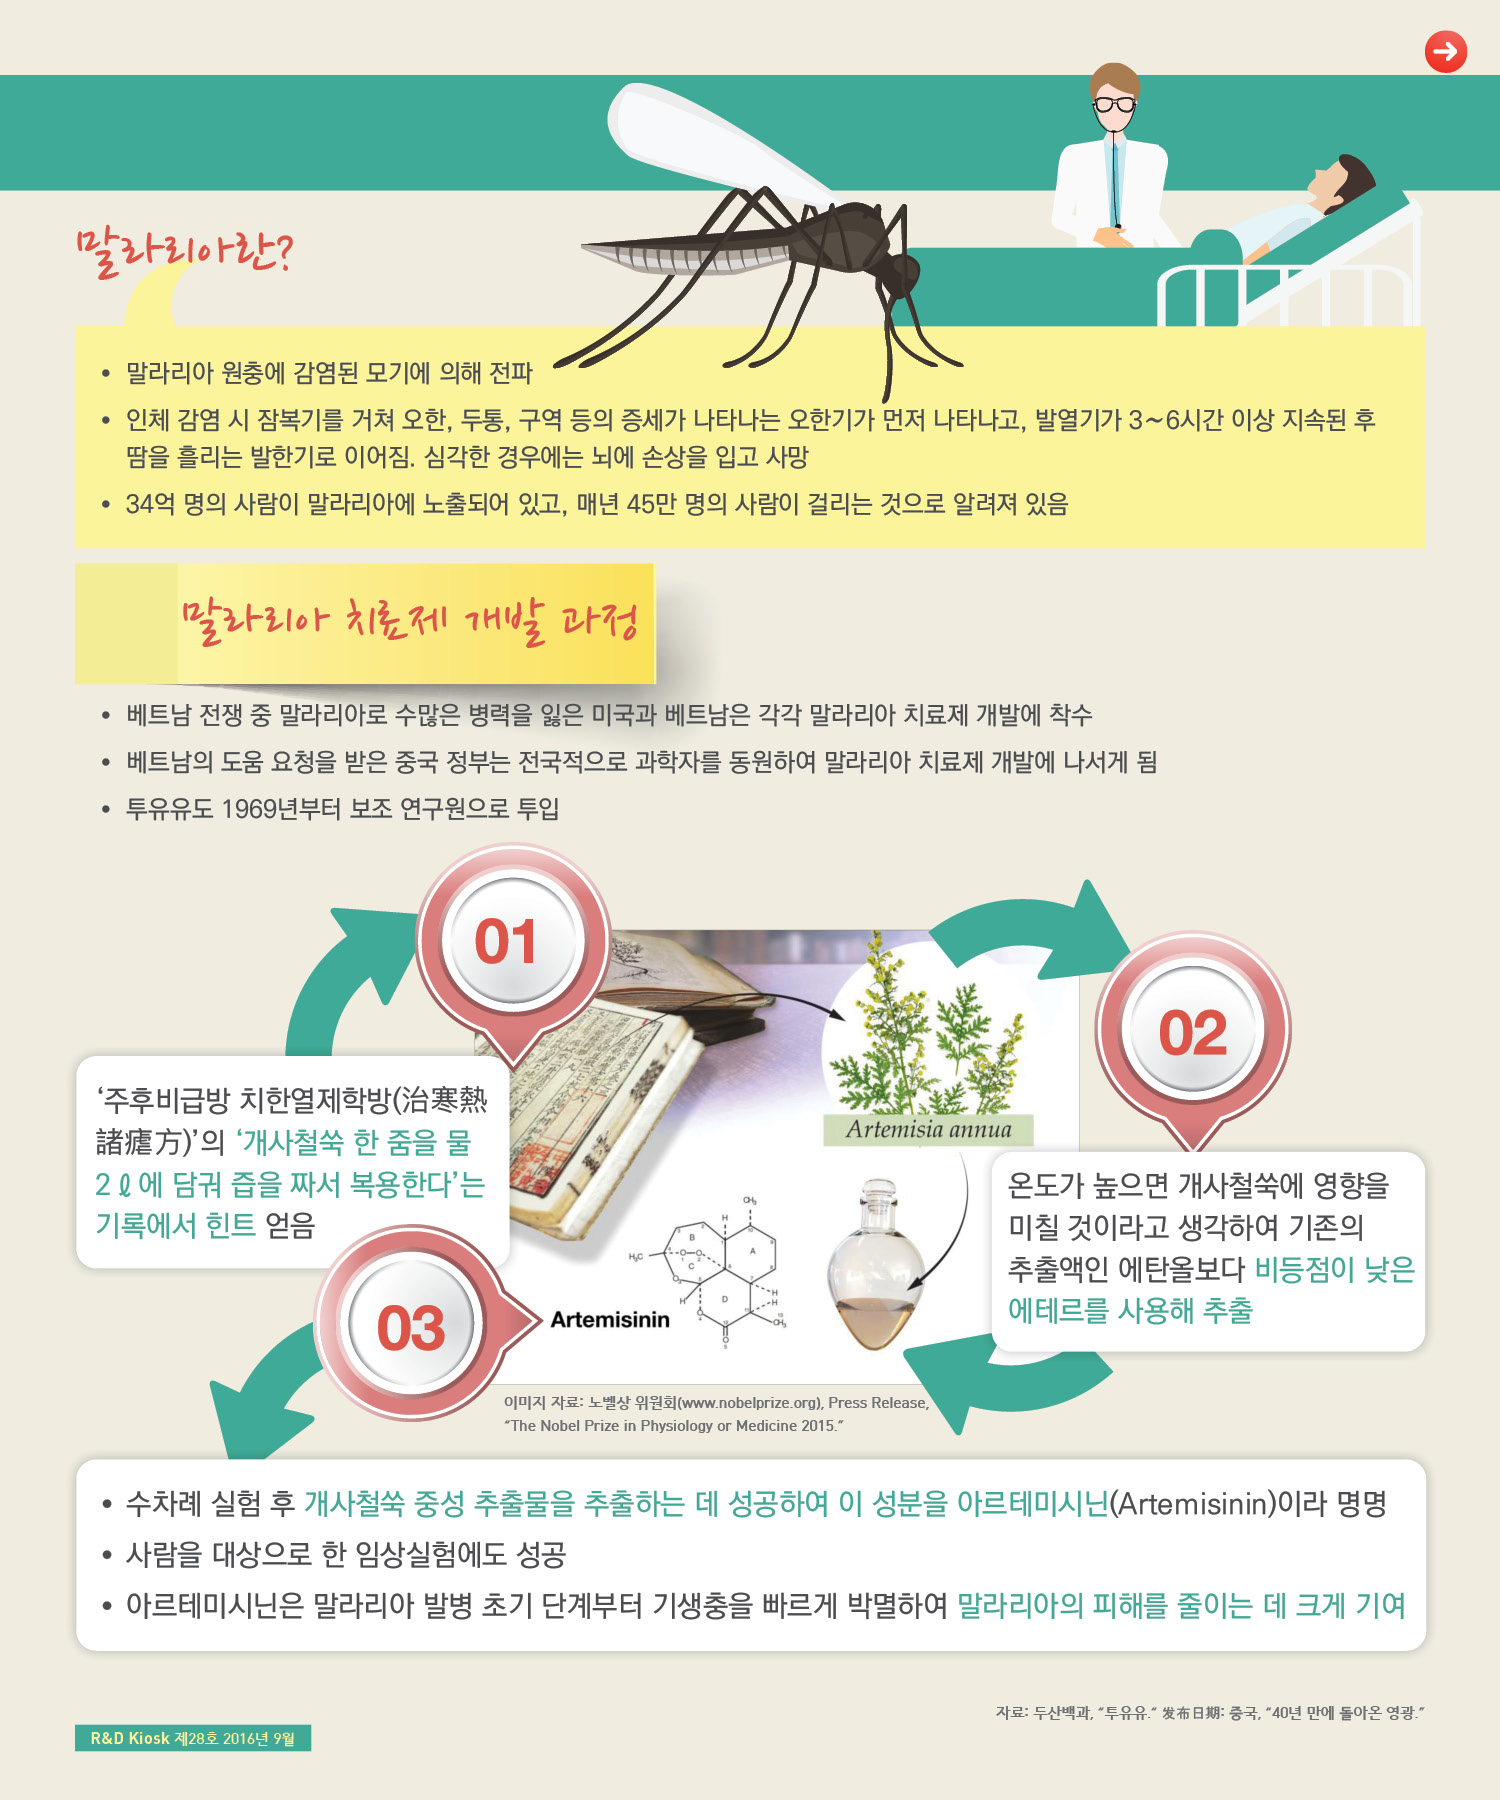 말라리아란?
• 말라리아 원충에 감염된 모기에 의해 전파
• 인체 감염 시 잠복기를 거쳐 오한, 두통, 구역 등의 증세가 나타나는 오한기가 먼저 나타나고, 발열기가 3~6시간 이상 지속된 후
땀을 흘리는 발한기로 이어짐. 심각한 경우에는 뇌에 손상을 입고 사망
• 34억 명의 사람이 말라리아에 노출되어 있고, 매년 45만 명의 사람이 걸리는 것으로 알려져 있음
말라리아 치료제 개발 과정
• 베트남 전쟁 중 말라리아로 수많은 병력을 잃은 미국과 베트남은 각각 말라리아 치료제 개발에 착수
• 베트남의 도움 요청을 받은 중국 정부는 전국적으로 과학자를 동원하여 말라리아 치료제 개발에 나서게 됨
• 투유유도 1969년부터 보조 연구원으로 투입
01
‘주후비급방 치한열제학방(治寒熱
諸瘧方)’의 ‘개사철쑥 한 줌을 물
2ℓ에 담궈 즙을 짜서 복용한다’는
기록에서 힌트 얻음
Artemisia annua
02
온도가 높으면 개사철쑥에 영향을
미칠 것이라고 생각하여 기존의
추출액인 에탄올보다 비등점이 낮은
에테르를 사용해 추출
03
Artemisinin
CH₃
H
H₃C
B
A
C
D
O
O
O
O
O
H
H
H
CH₃
이미지 자료: 노벨상 위원회(www.nobelprize.org), Press Release,
“The Nobel Prize in Physiology or Medicine 2015.”
• 수차례 실험 후 개사철쑥 중성 추출물을 추출하는 데 성공하여 이 성분을 아르테미시닌(Artemisinin)이라 명명
• 사람을 대상으로 한 임상실험에도 성공
• 아르테미시닌은 말라리아 발병 초기 단계부터 기생충을 빠르게 박멸하여 말라리아의 피해를 줄이는 데 크게 기여
자료: 두산백과, “투유유.” 发布日期: 중국, “40년 만에 돌아온 영광.”
R&D Kiosk 제28호 2016년 9월